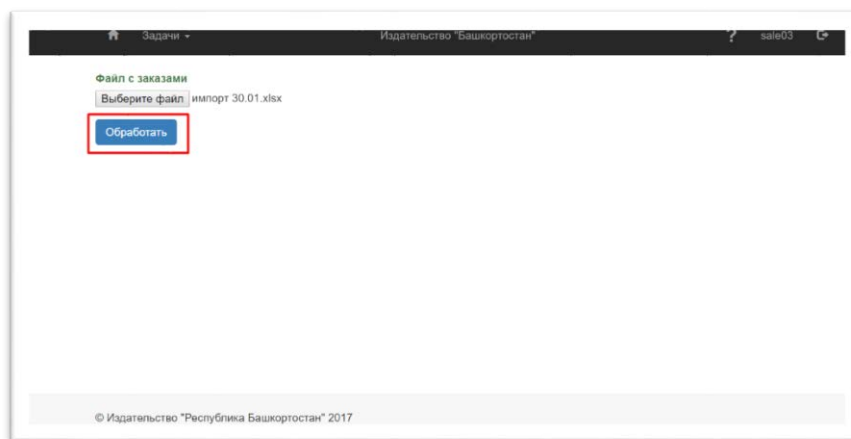 Задачи Издательство "Башкортостан" ? sale03
Файл с заказами
Выберите файл импорт 30.01.xlsx
Обработать
© Издательство "Республика Башкортостан" 2017